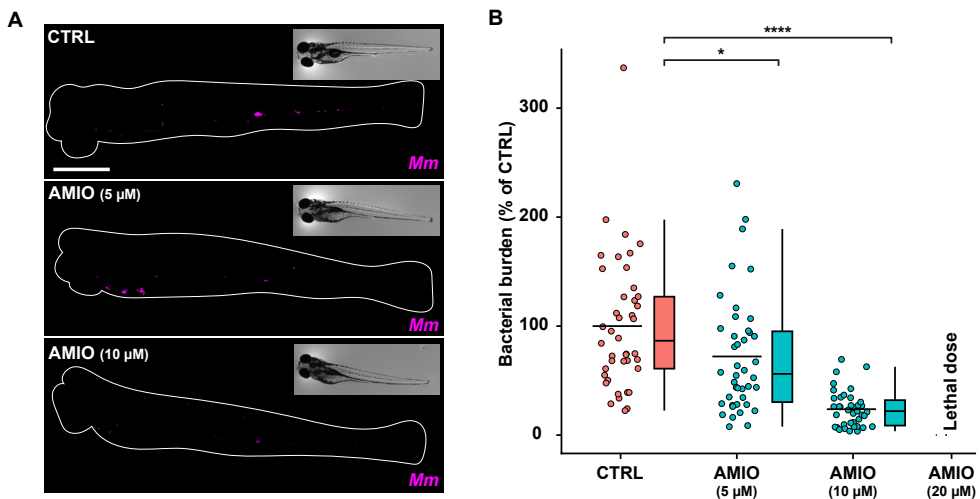 A
CTRL
Mm
AMIO (5 µM)
Mm
AMIO (10 µM)
Mm
B
****
*
Bacterial burden (% of CTRL)
300
200
100
0
Lethal dose
CTRL
AMIO
(5 µM)
AMIO
(10 µM)
AMIO
(20 µM)